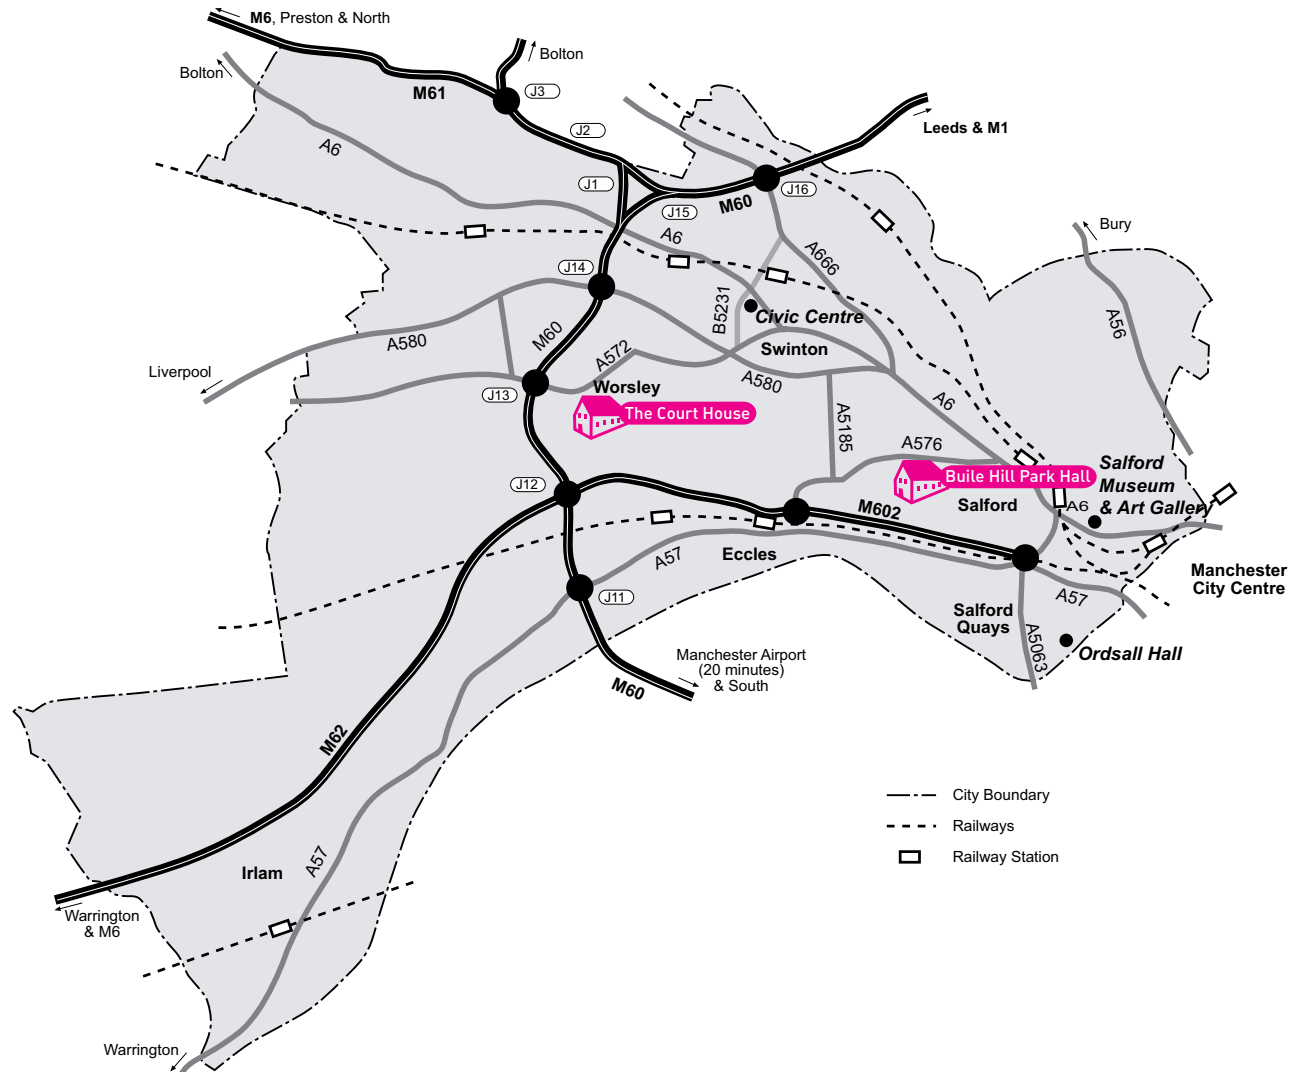 M6, Preston & North
Bolton
Bolton
M61
J3
J2
Leeds & M1
A6
J1
J16
J15
M60
A6
Bury
A666
J14
B5231
Civic Centre
A56
M60
A580
A572
Swinton
Liverpool
A580
J13
Worsley
A6
The Court House
A5185
A576
Salford
Museum
& Art Gallery
Buile Hill Park Hall
J12
M602
Salford
A6
Eccles
A57
Manchester
City Centre
J11
A57
Salford
Quays
A5063
Ordsall Hall
Manchester Airport
(20 minutes)
& South
M60
M62
City Boundary
Railways
Railway Station
A57
Irlam
Warrington
& M6
Warrington